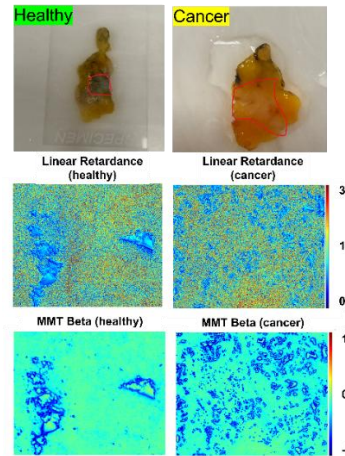 Healthy
Cancer
SPECIMEN
Linear Retardance
(healthy)
Linear Retardance
(cancer)
3
1
0
MMT Beta (healthy)
MMT Beta (cancer)
1
0